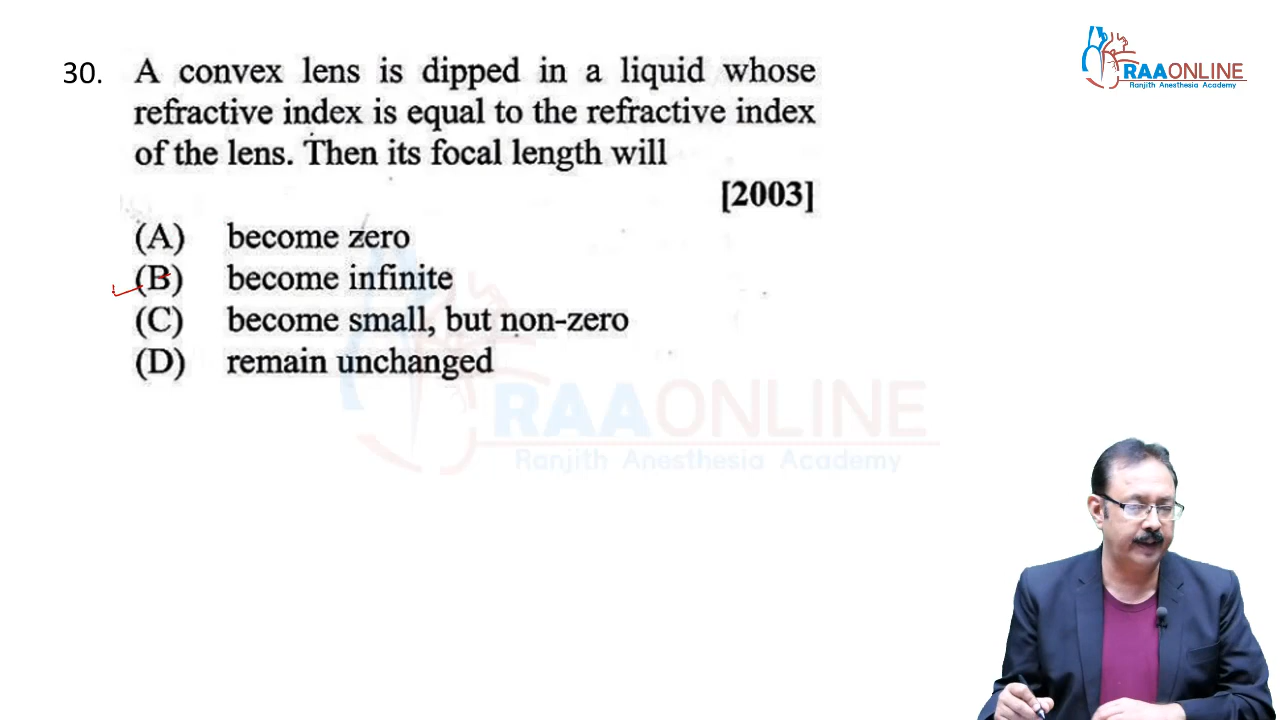 RAAONLINE
Ranjith Anesthesia Academy
30. A convex lens is dipped in a liquid whose
refractive index is equal to the refractive index
of the lens. Then its focal length will
[2003]
(A) become zero
(B) become infinite
(C) become small, but non-zero
(D) remain unchanged
RAAONLINE
Ranjith Anesthesia Academy